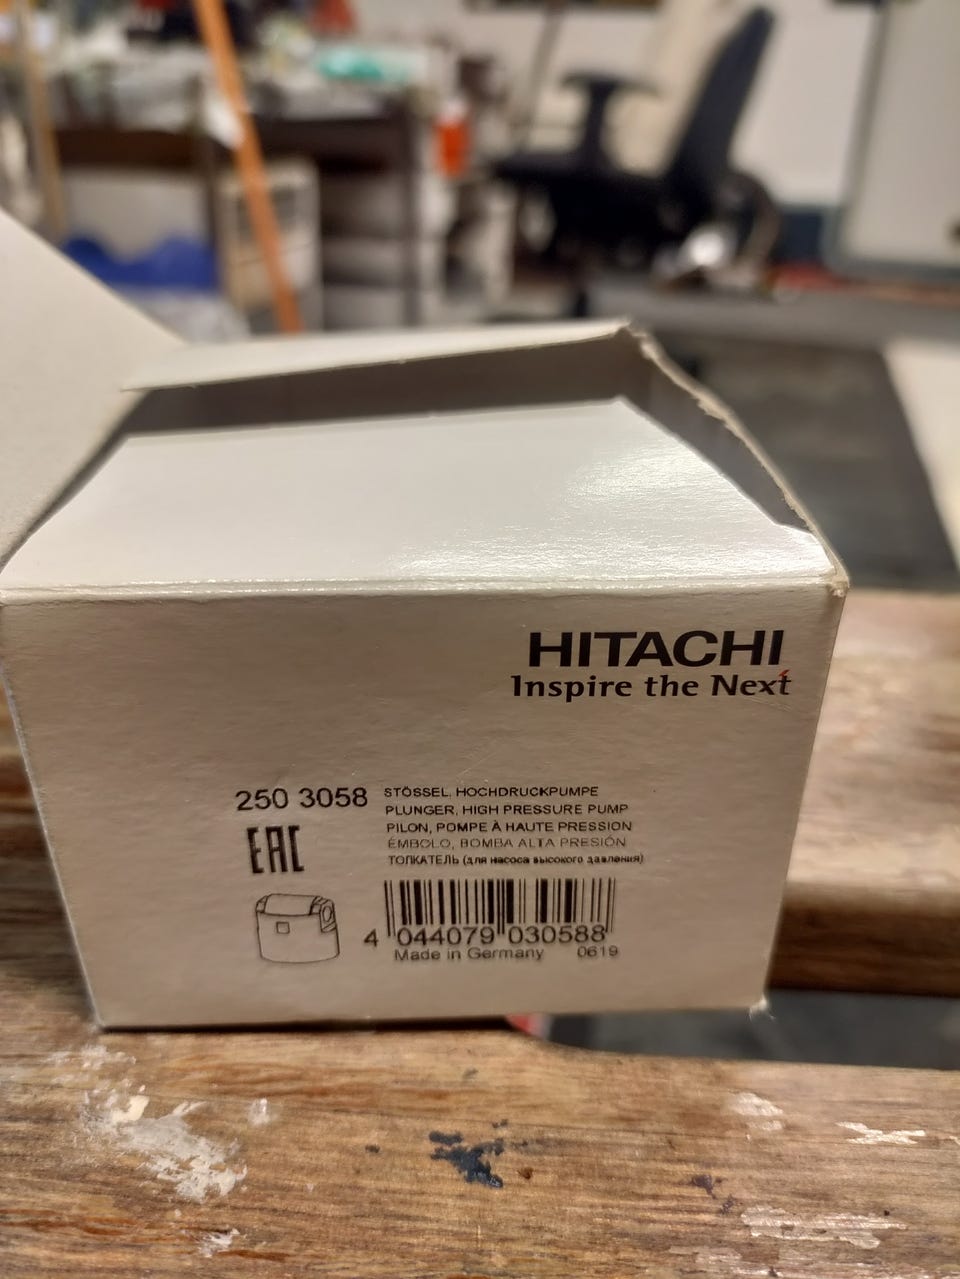 HITACHI
Inspire the Next
250 3058
STÖSSEL, HOCHDRUCKPUMPE
PLUNGER, HIGH PRESSURE PUMP
PILON, POMPE À HAUTE PRESSION
ÉMBOLO, BOMBA ALTA PRESIÓN
ТОЛКАТЕЛЬ (для насоса высокого давления)
EAC
4 044079 030588
Made in Germany 0619